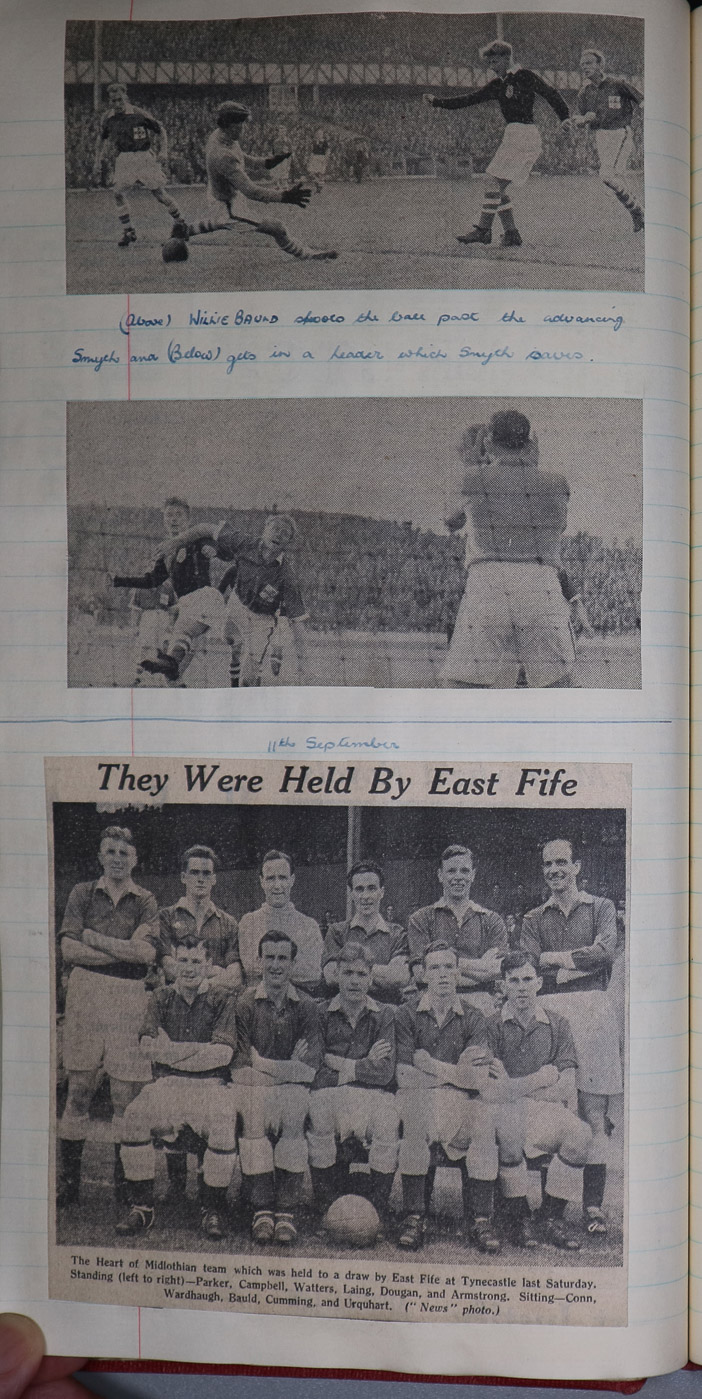 (Above) WILLIE BAULD shoots the ball past the advancing
Smyth and (Below) gets in a header which Smyth saves.
11th September
They Were Held By East Fife
The Heart of Midlothian team which was held to a draw by East Fife at Tynecastle last Saturday.
Standing (left to right)—Parker, Campbell, Watters, Laing, Dougan, and Armstrong. Sitting—Conn,
Wardhaugh, Bauld, Cumming, and Urquhart. ("News" photo.)